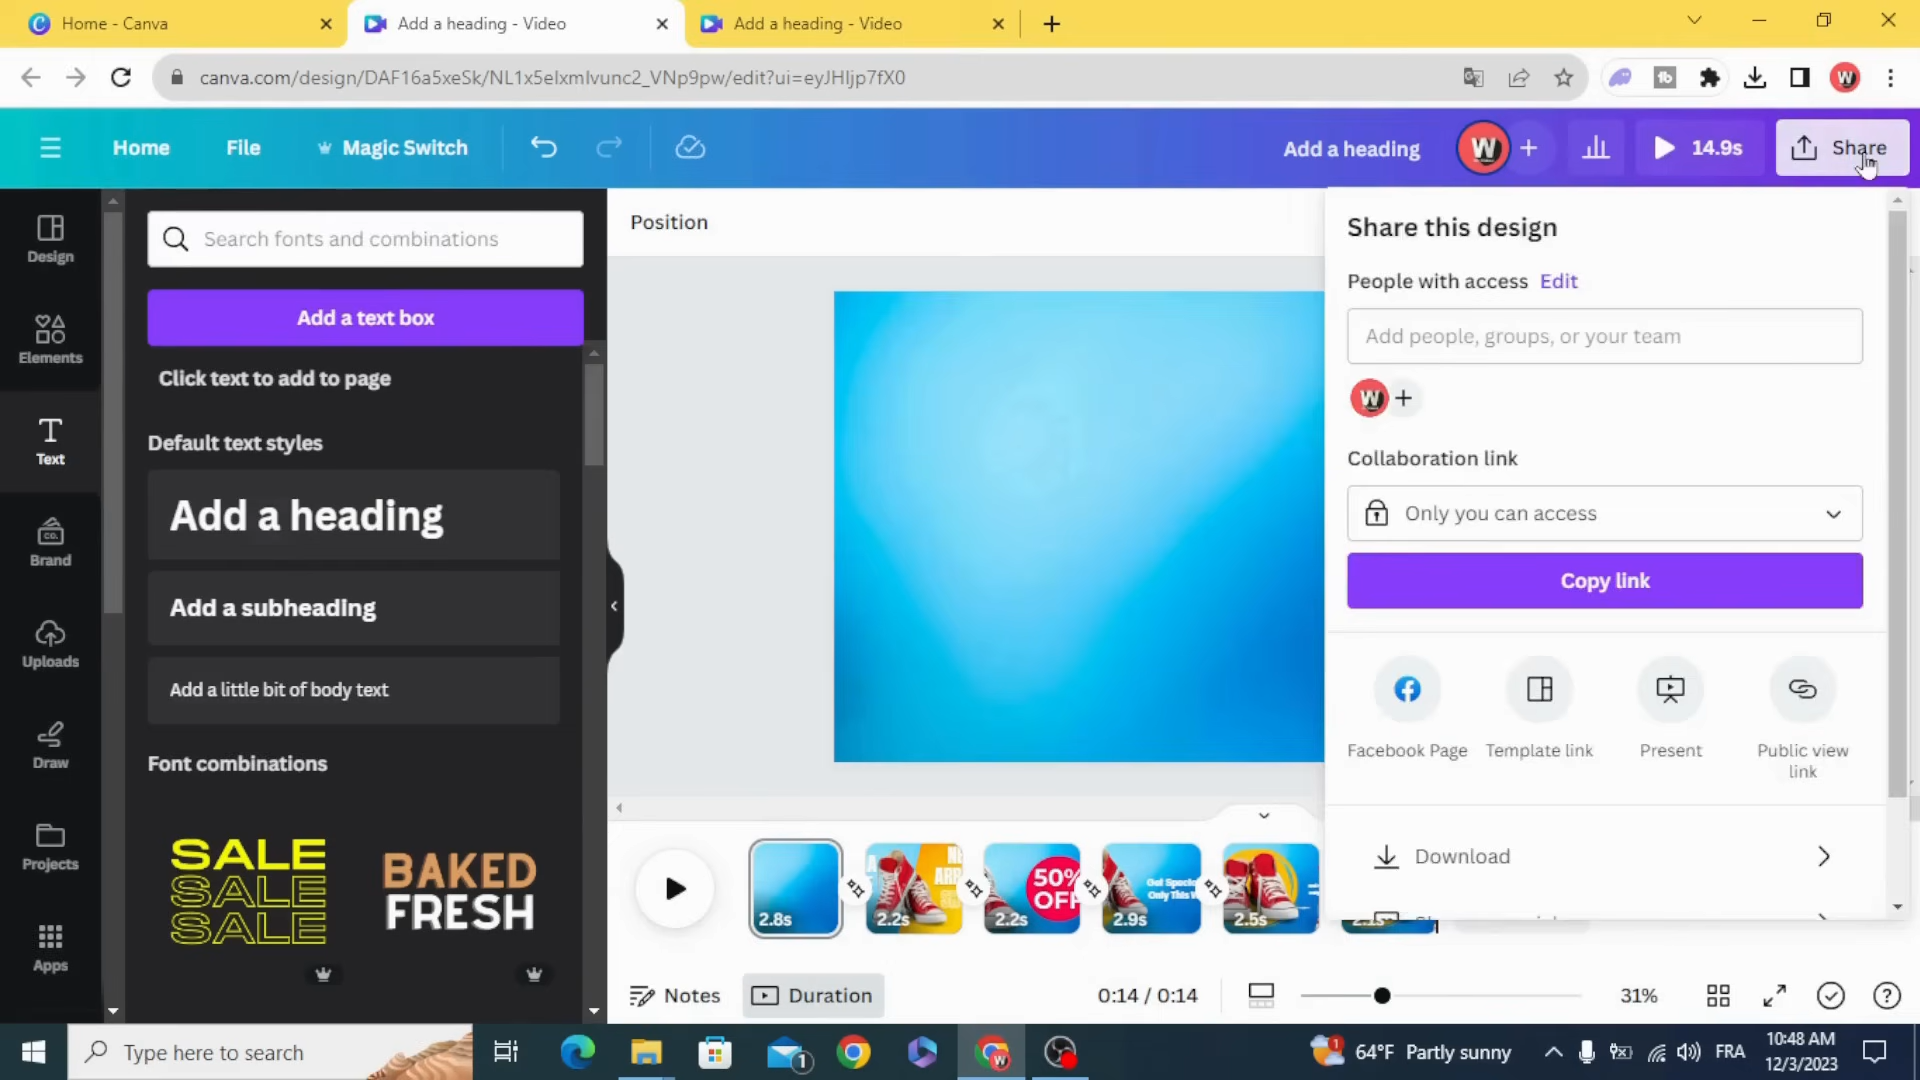 Home - Canva
Add a heading - Video
Add a heading - Video
canva.com/design/DAF16a5xeSk/NL1x5eIxmIvunc2_VNp9pw/edit?ui=eyJHIjp7fX0
Home
File
Magic Switch
Add a heading
W
14.9s
Share
Design
Elements
Text
Brand
Uploads
Draw
Projects
Apps
Search fonts and combinations
Add a text box
Click text to add to page
Default text styles
Add a heading
Add a subheading
Add a little bit of body text
Font combinations
SALE
SALE
SALE
BAKED
FRESH
Position
Share this design
People with access Edit
Add people, groups, or your team
W
Collaboration link
Only you can access
Copy link
Facebook Page
Template link
Present
Public view
link
Download
2.8s
2.2s
50%
OFF
2.2s
2.9s
2.5s
Notes
Duration
0:14 / 0:14
31%
Type here to search
1
64°F Partly sunny
FRA
10:48 AM
12/3/2023